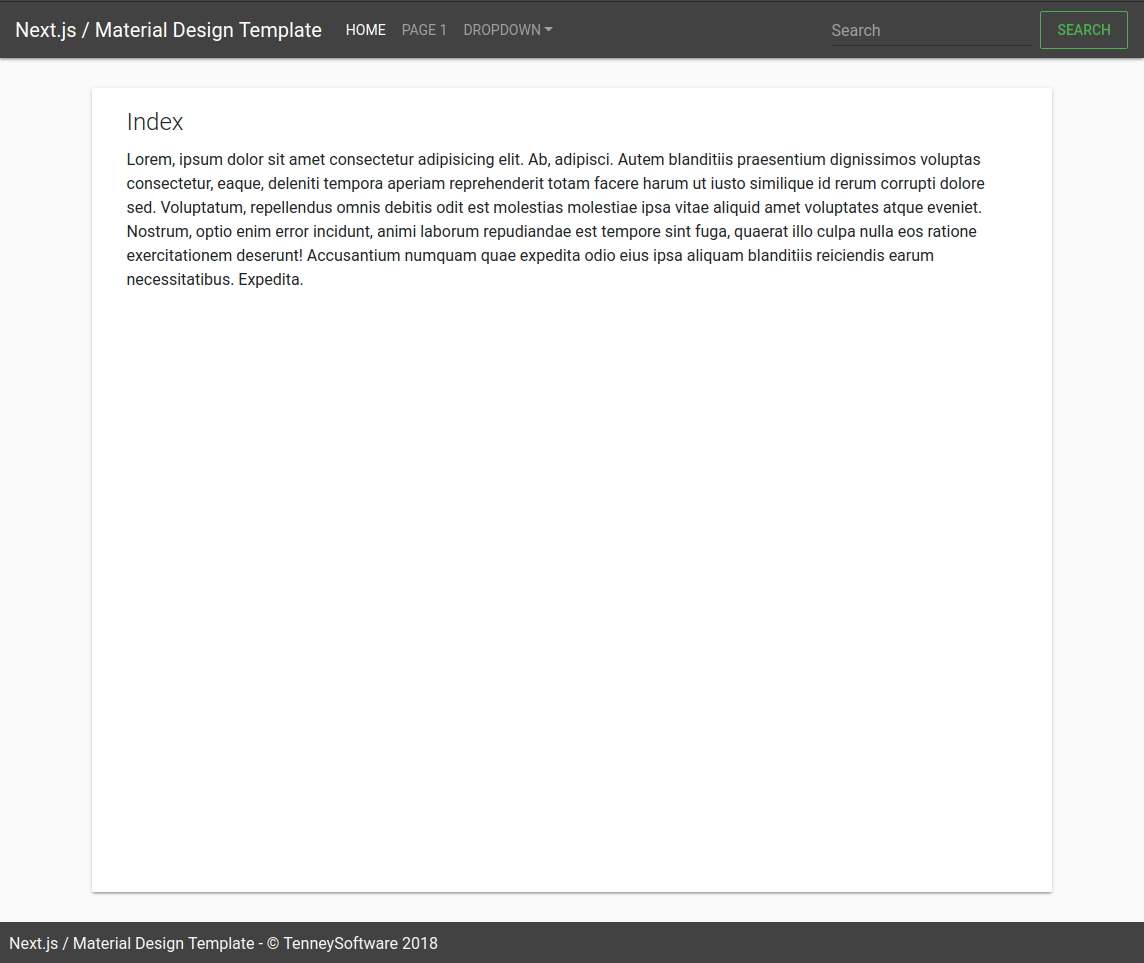 Next.js / Material Design Template HOME PAGE 1 DROPDOWN Search SEARCH
Index
Lorem, ipsum dolor sit amet consectetur adipisicing elit. Ab, adipisci. Autem blanditiis praesentium dignissimos voluptas
consectetur, eaque, deleniti tempora aperiam reprehenderit totam facere harum ut iusto similique id rerum corrupti dolore
sed. Voluptatum, repellendus omnis debitis odit est molestias molestiae ipsa vitae aliquid amet voluptates atque eveniet.
Nostrum, optio enim error incidunt, animi laborum repudiandae est tempore sint fuga, quaerat illo culpa nulla eos ratione
exercitationem deserunt! Accusantium numquam quae expedita odio eius ipsa aliquam blanditiis reiciendis earum
necessitatibus. Expedita.
Next.js / Material Design Template - © TenneySoftware 2018